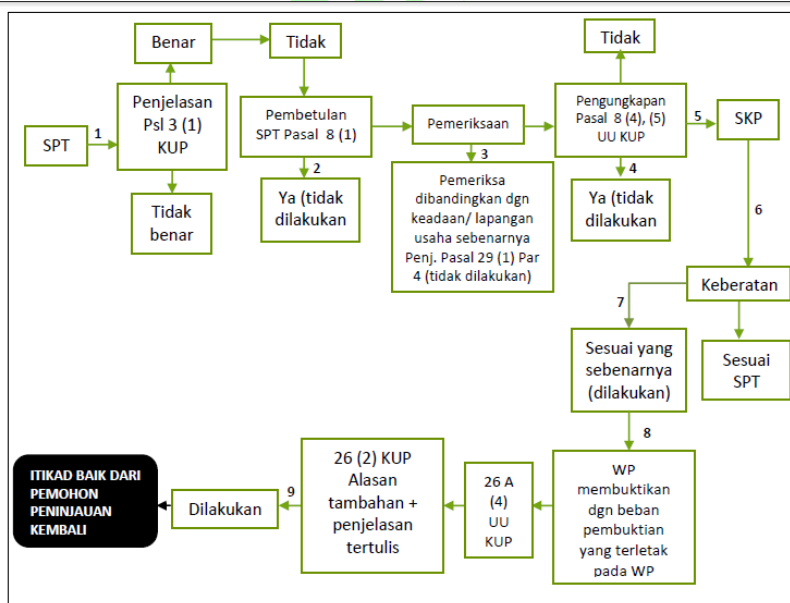 Benar
Tidak
Tidak
SPT
1
Penjelasan
Psl 3 (1)
KUP
Pembetulan
SPT Pasal 8 (1)
Pemeriksaan
Pengungkapan
Pasal 8 (4), (5)
UU KUP
5
SKP
Tidak
benar
2
Ya (tidak
dilakukan
3
Pemeriksa
dibandingkan dgn
keadaan/ lapangan
usaha sebenarnya
Penj. Pasal 29 (1) Par
4 (tidak dilakukan)
4
Ya (tidak
dilakukan
6
Keberatan
7
Sesuai yang
sebenarnya
(dilakukan)
Sesuai
SPT
8
ITIKAD BAIK DARI
PEMOHON
PENINJAUAN
KEMBALI
Dilakukan
9
26 (2) KUP
Alasan
tambahan +
penjelasan
tertulis
26 A
(4)
UU
KUP
WP
membuktikan
dgn beban
pembuktian
yang terletak
pada WP